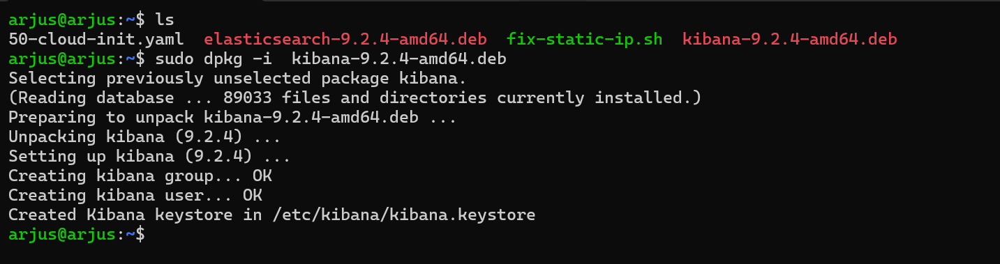 arjus@arjus:~$ ls
50-cloud-init.yaml  elasticsearch-9.2.4-amd64.deb  fix-static-ip.sh  kibana-9.2.4-amd64.deb
arjus@arjus:~$ sudo dpkg -i  kibana-9.2.4-amd64.deb
Selecting previously unselected package kibana.
(Reading database ... 89033 files and directories currently installed.)
Preparing to unpack kibana-9.2.4-amd64.deb ...
Unpacking kibana (9.2.4) ...
Setting up kibana (9.2.4) ...
Creating kibana group... OK
Creating kibana user... OK
Created Kibana keystore in /etc/kibana/kibana.keystore
arjus@arjus:~$